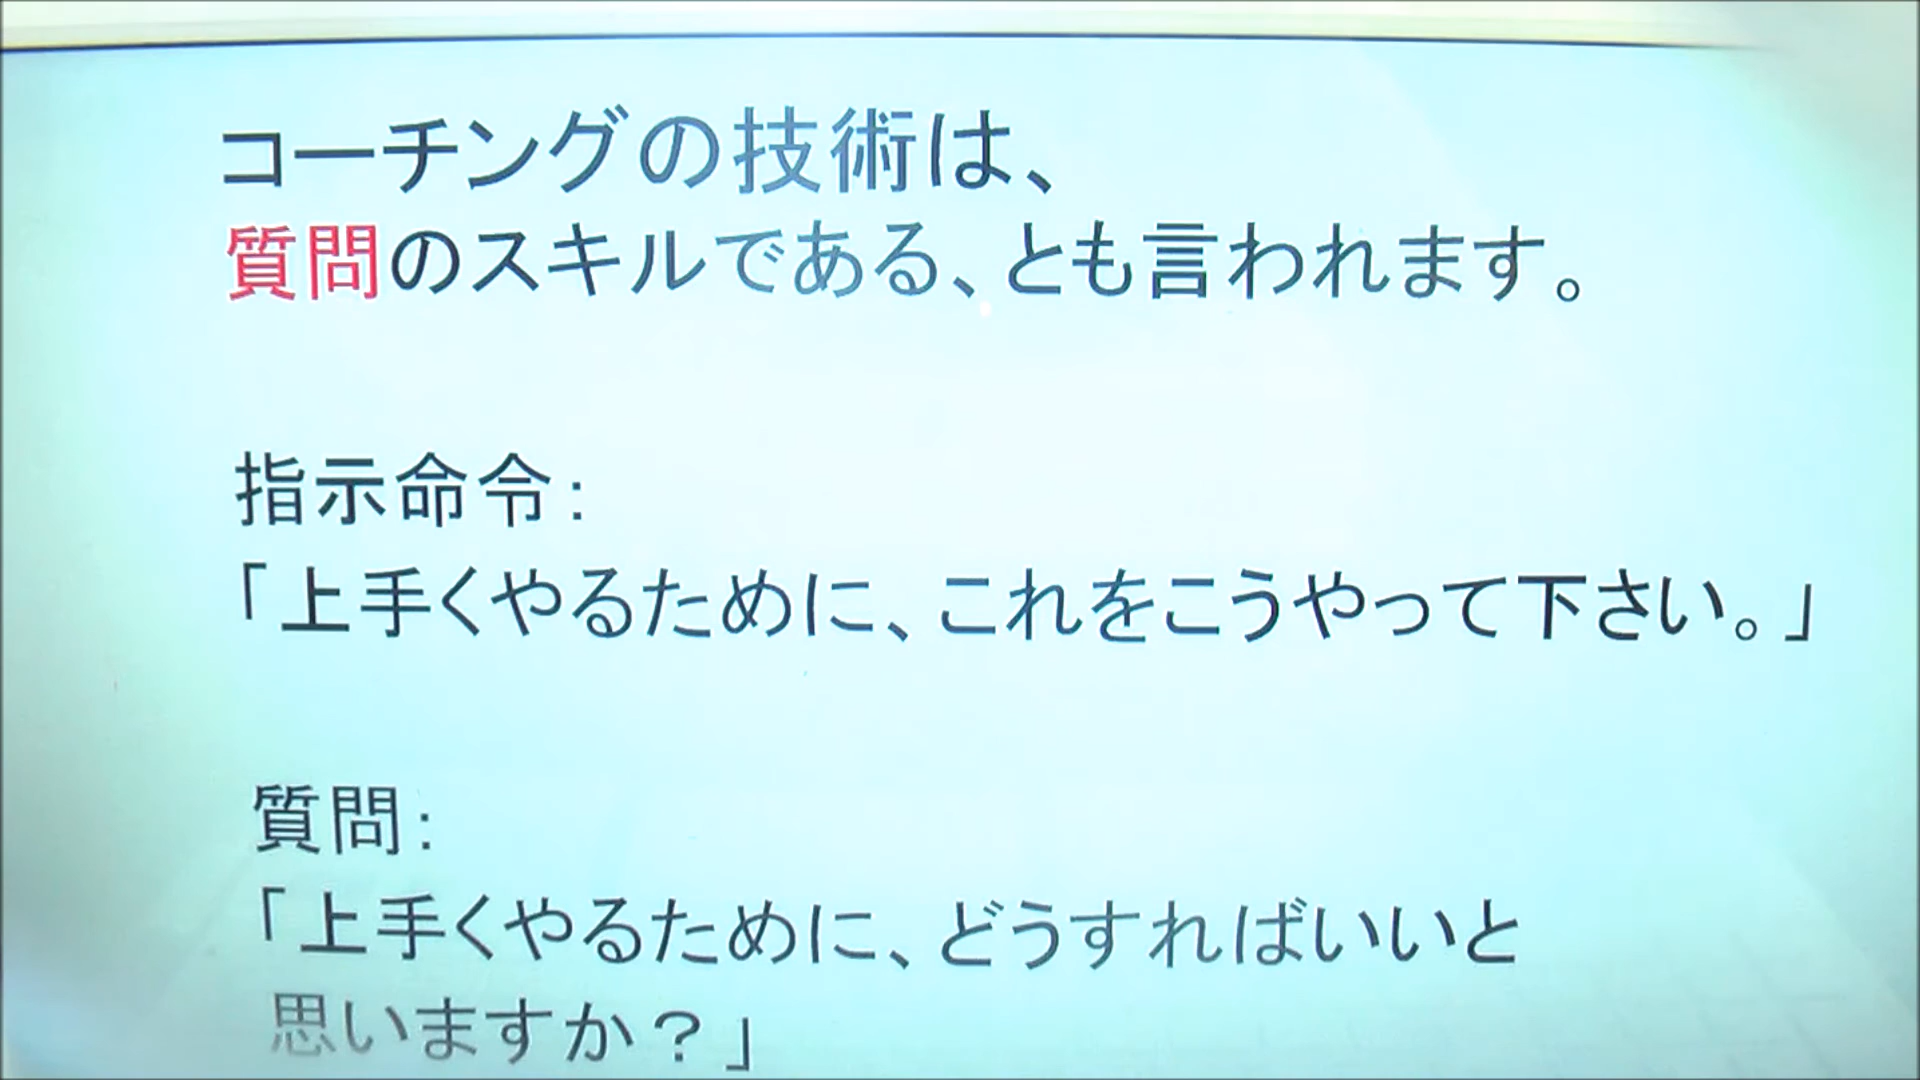 コーチングの技術は、
質問のスキルである、とも言われます。
指示命令：
「上手くやるために、これをこうやって下さい。」
質問：
「上手くやるために、どうすればいいと
思いますか？」